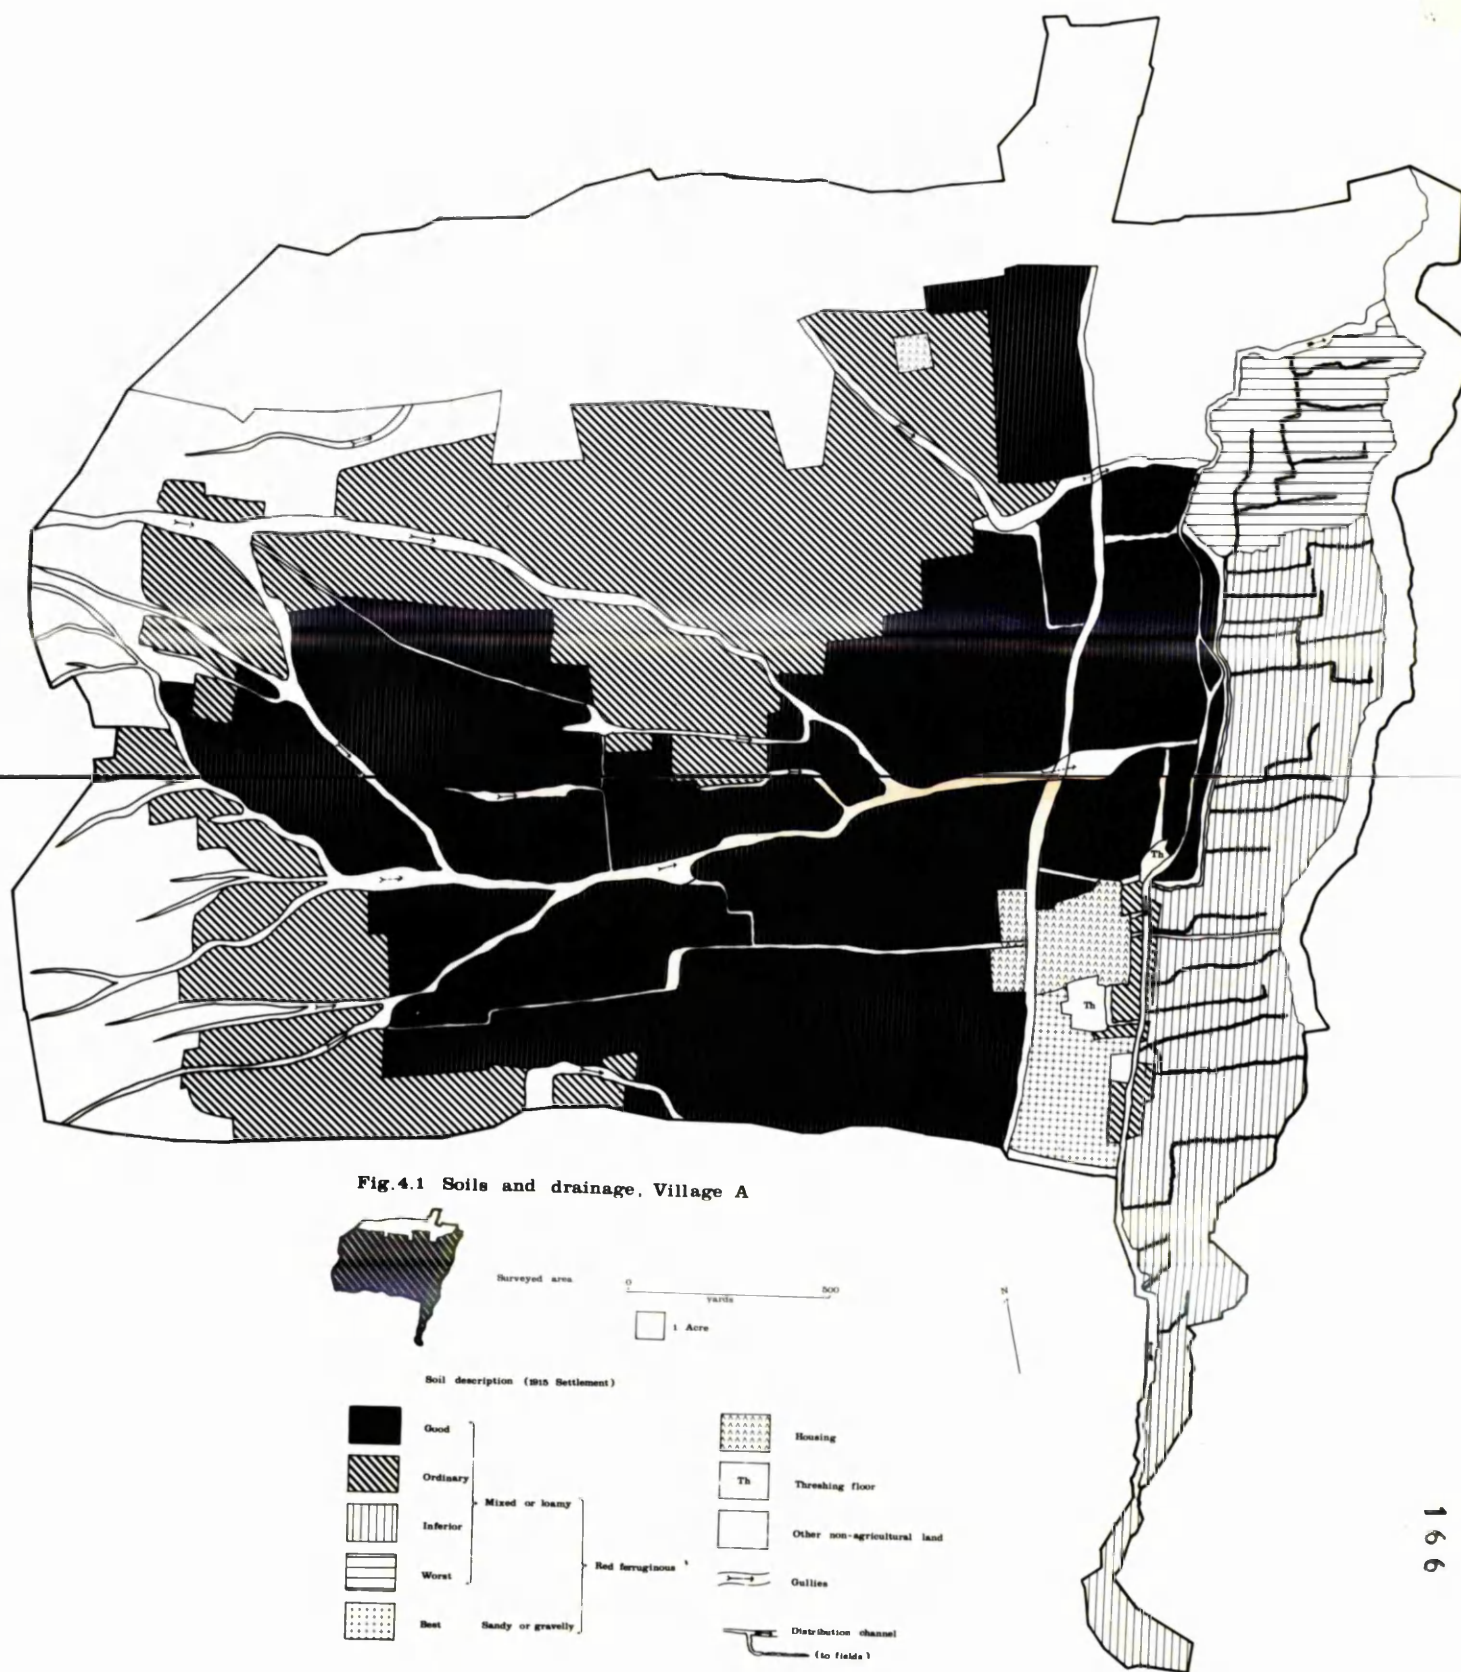 Th
Th
Fig.4.1 Soils and drainage, Village A
Surveyed area
0 500
yards
1 Acre
N
Soil description (1915 Settlement)
Good
Ordinary
Inferior
Worst
Best
Mixed or loamy
Sandy or gravelly
Red ferruginous
Housing
Th Threshing floor
Other non-agricultural land
Gullies
Distribution channel
(to fields)
166